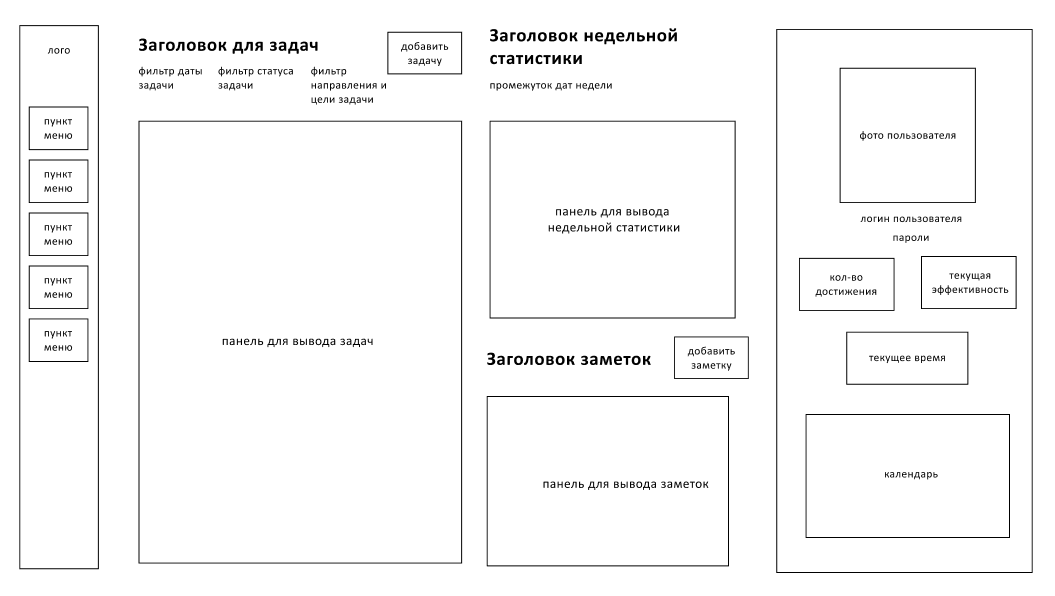 лого
пункт
меню
пункт
меню
пункт
меню
пункт
меню
пункт
меню
Заголовок для задач
добавить
задачу
фильтр даты
задачи
фильтр статуса
задачи
фильтр
направления и
цели задачи
панель для вывода задач
Заголовок недельной
статистики
промежуток дат недели
панель для вывода
недельной статистики
Заголовок заметок
добавить
заметку
панель для вывода заметок
фото пользователя
логин пользователя
пароли
кол-во
достижения
текущая
эффективность
текущее время
календарь